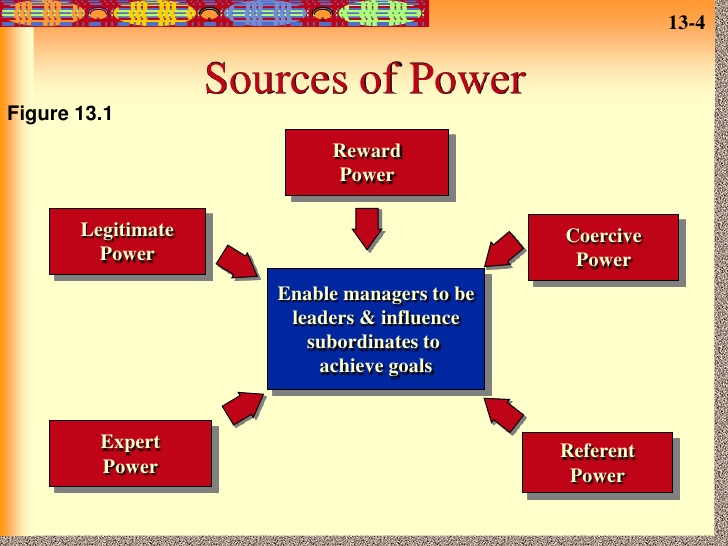 13-4
Sources of Power
Figure 13.1
Reward
Power
Legitimate
Power
Coercive
Power
Enable managers to be
leaders & influence
subordinates to
achieve goals
Expert
Power
Referent
Power